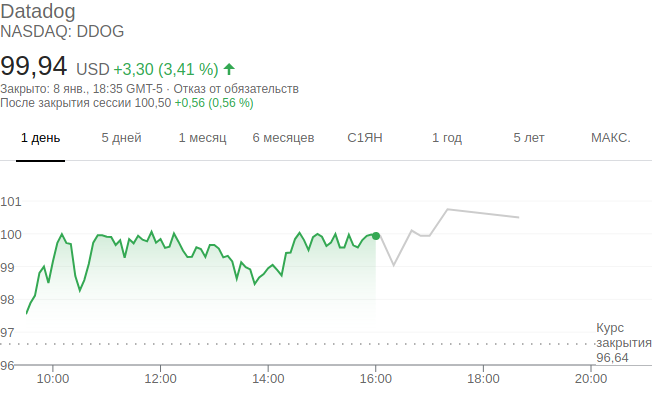 Datadog
NASDAQ: DDOG
99,94 USD +3,30 (3,41 %)
Закрыто: 8 янв., 18:35 GMT-5 · Отказ от обязательств
После закрытия сессии 100,50 +0,56 (0,56 %)
1 день 5 дней 1 месяц 6 месяцев С1ЯН 1 год 5 лет МАКС.
101
100
99
98
97
Курс
закрытия
96,64
96
10:00 12:00 14:00 16:00 18:00 20:00